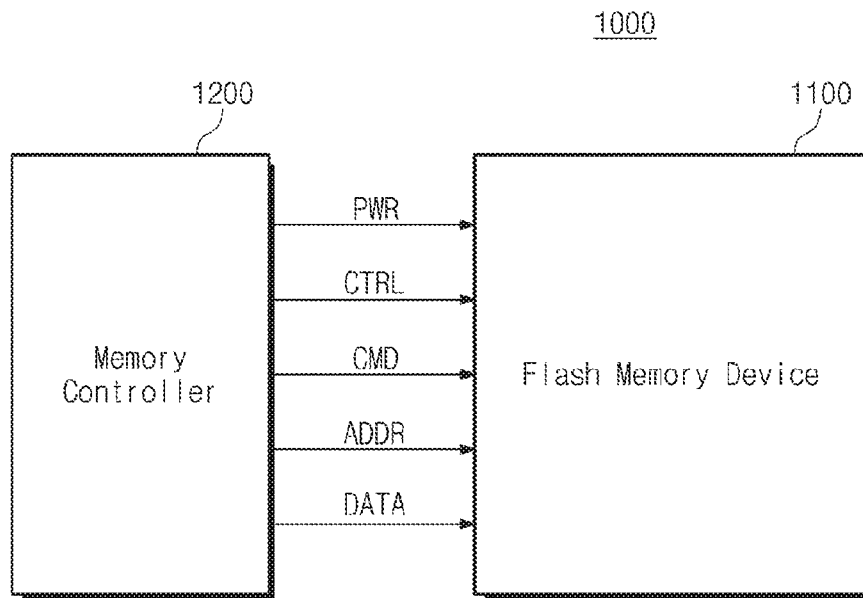 1000
1200
1100
PWR
CTRL
Memory
Controller
CMD
Flash Memory Device
ADDR
DATA